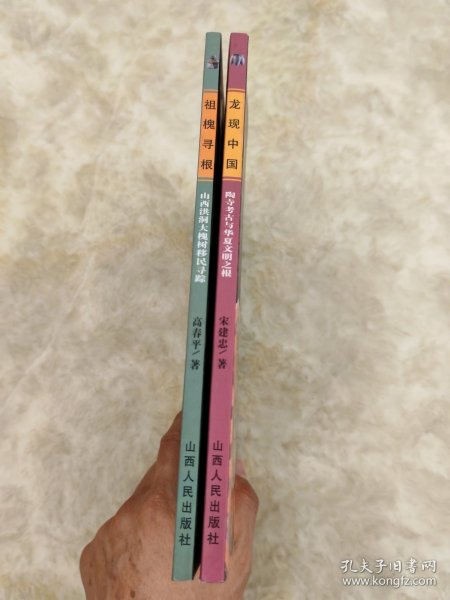 祖槐寻根
山西洪洞大槐树移民寻踪
高春平/著
山西人民出版社
龙现中国
陶寺考古与华夏文明之根
宋建忠/著
山西人民出版社
孔夫子旧书网
www.kongfz.com